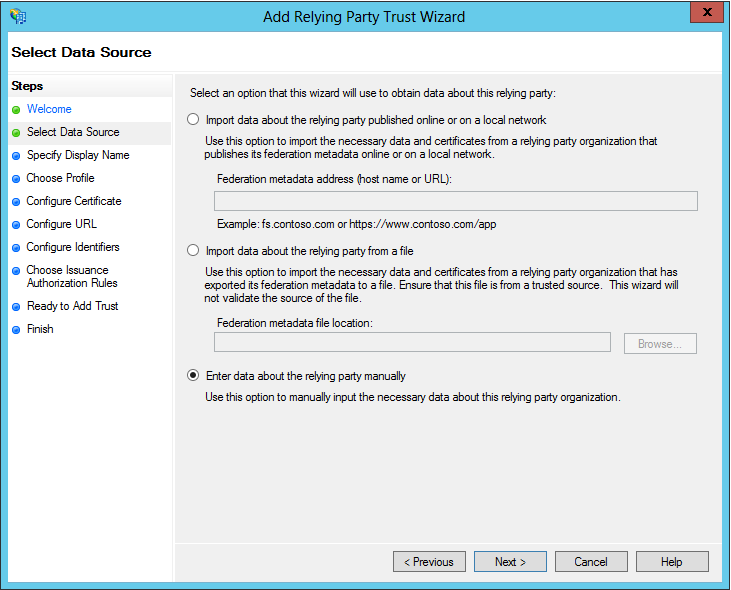 Add Relying Party Trust Wizard
x
Select Data Source
Steps
Welcome
Select Data Source
Specify Display Name
Choose Profile
Configure Certificate
Configure URL
Configure Identifiers
Choose Issuance
Authorization Rules
Ready to Add Trust
Finish
Select an option that this wizard will use to obtain data about this relying party:
Import data about the relying party published online or on a local network
Use this option to import the necessary data and certificates from a relying party organization that
publishes its federation metadata online or on a local network.
Federation metadata address (host name or URL):
Example: fs.contoso.com or https://www.contoso.com/app
Import data about the relying party from a file
Use this option to import the necessary data and certificates from a relying party organization that has
exported its federation metadata to a file. Ensure that this file is from a trusted source.  This wizard will
not validate the source of the file.
Federation metadata file location:
Browse...
Enter data about the relying party manually
Use this option to manually input the necessary data about this relying party organization.
< Previous
Next >
Cancel
Help